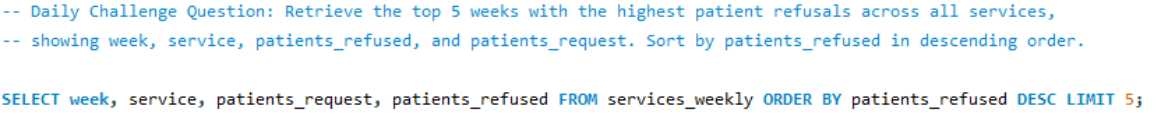 -- Daily Challenge Question: Retrieve the top 5 weeks with the highest patient refusals across all services,
-- showing week, service, patients_refused, and patients_request. Sort by patients_refused in descending order.
SELECT week, service, patients_request, patients_refused FROM services_weekly ORDER BY patients_refused DESC LIMIT 5;